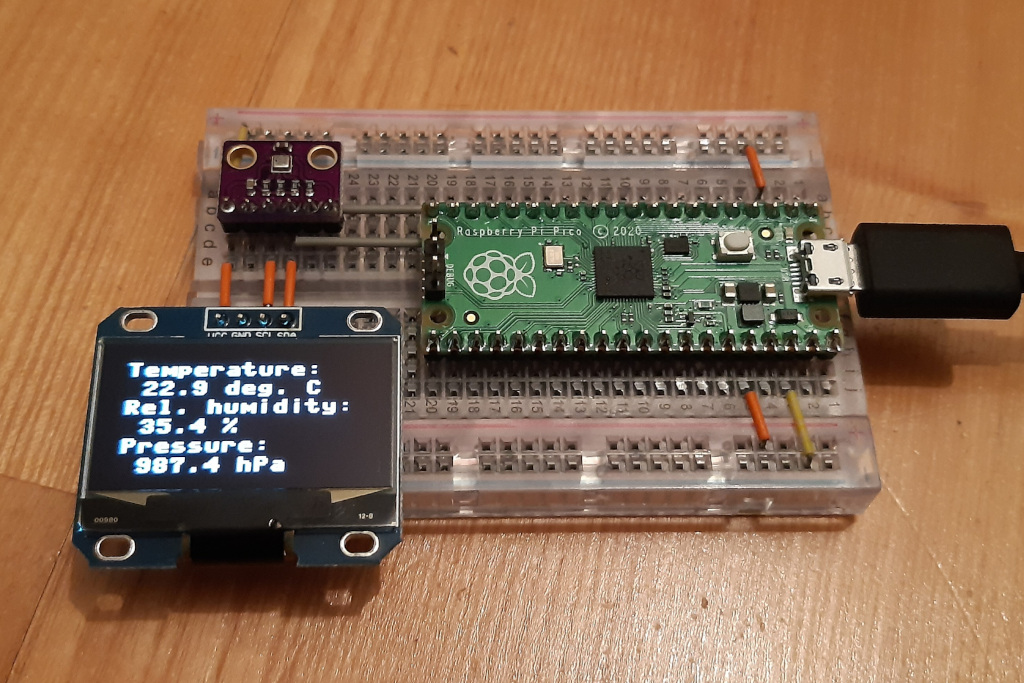 Raspberry Pi Pico © 2020
DEBUG
VCC GND SCL SDA
Temperature:
22.9 deg. C
Rel. humidity:
35.4 %
Pressure:
987.4 hPa